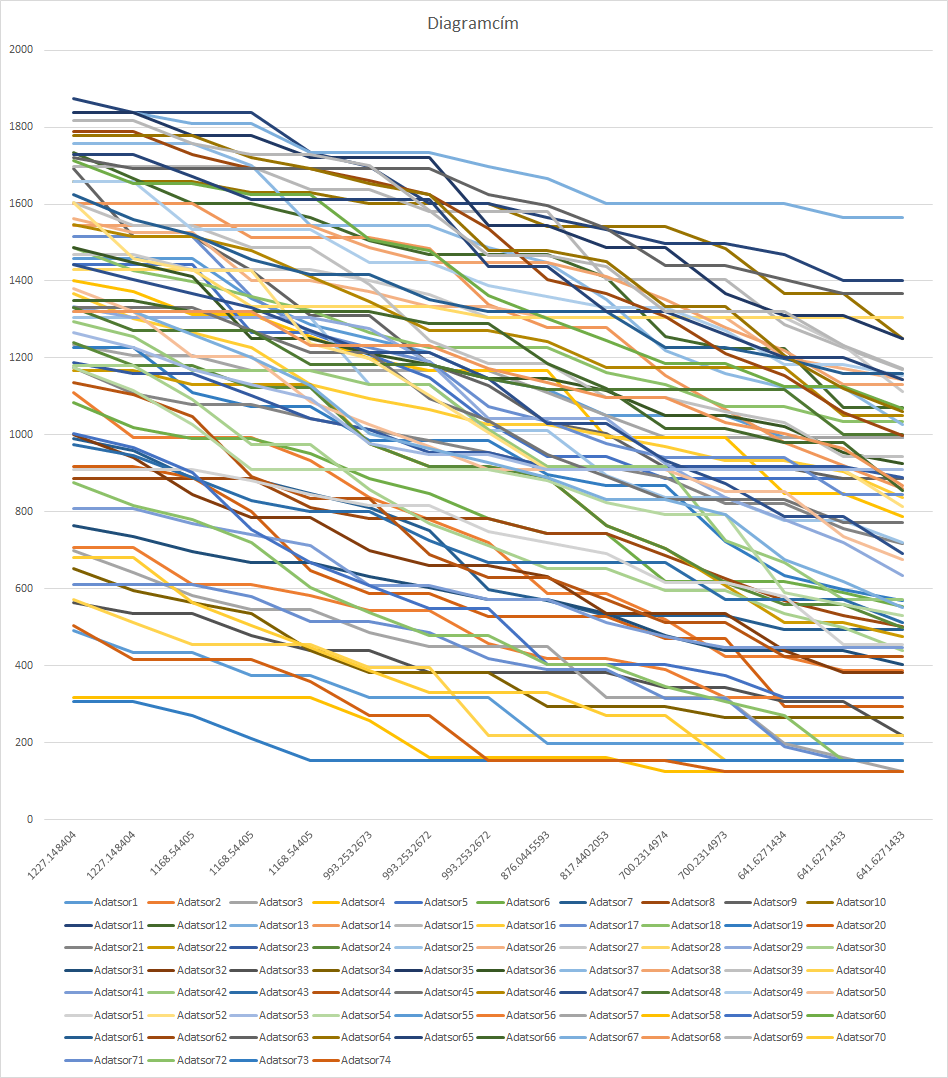 Diagramcím
2000
1800
1600
1400
1200
1000
800
600
400
200
0
1227.148404 1227.148404 1168.54405 1168.54405 1168.54405 993.2532672 993.2532672 993.2532672 876.0445593 817.4402053 700.2314974 700.2314973 641.6271434 641.6271433 641.6271433
Adatsor1 Adatsor2 Adatsor3 Adatsor4 Adatsor5 Adatsor6 Adatsor7 Adatsor8 Adatsor9 Adatsor10
Adatsor11 Adatsor12 Adatsor13 Adatsor14 Adatsor15 Adatsor16 Adatsor17 Adatsor18 Adatsor19 Adatsor20
Adatsor21 Adatsor22 Adatsor23 Adatsor24 Adatsor25 Adatsor26 Adatsor27 Adatsor28 Adatsor29 Adatsor30
Adatsor31 Adatsor32 Adatsor33 Adatsor34 Adatsor35 Adatsor36 Adatsor37 Adatsor38 Adatsor39 Adatsor40
Adatsor41 Adatsor42 Adatsor43 Adatsor44 Adatsor45 Adatsor46 Adatsor47 Adatsor48 Adatsor49 Adatsor50
Adatsor51 Adatsor52 Adatsor53 Adatsor54 Adatsor55 Adatsor56 Adatsor57 Adatsor58 Adatsor59 Adatsor60
Adatsor61 Adatsor62 Adatsor63 Adatsor64 Adatsor65 Adatsor66 Adatsor67 Adatsor68 Adatsor69 Adatsor70
Adatsor71 Adatsor72 Adatsor73 Adatsor74